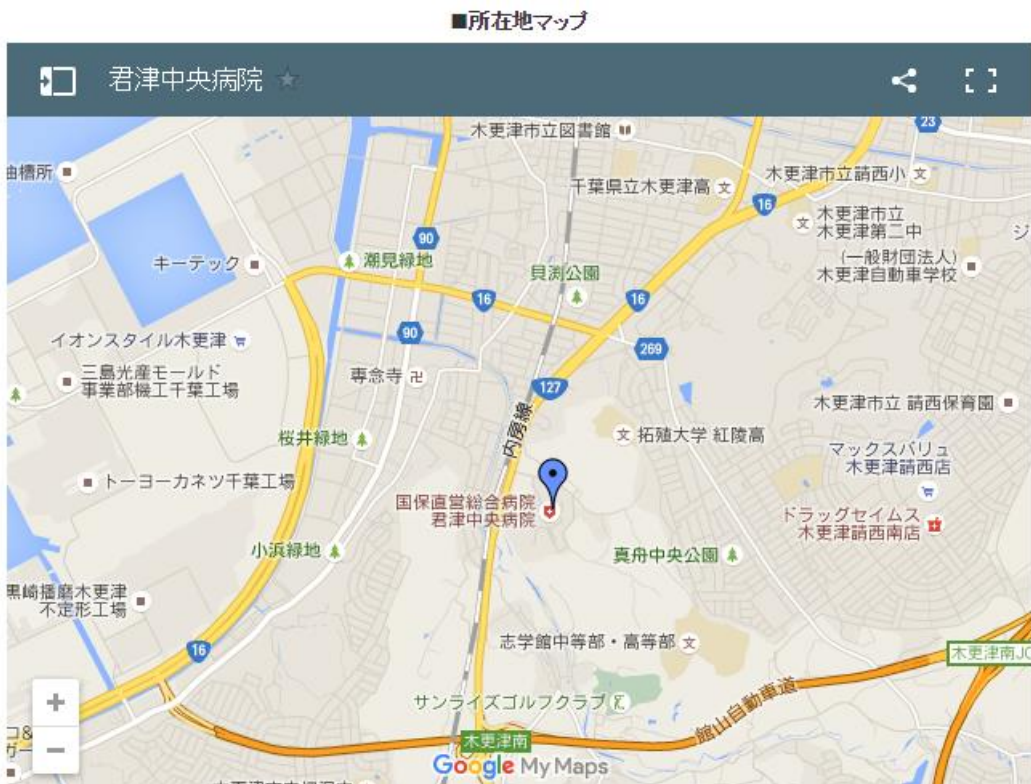 ■所在地マップ
君津中央病院
木更津市立図書館
23
油槽所
千葉県立木更津高
木更津市立請西小
16
木更津市立
木更津第二中
ジ
90
潮見緑地
キーテック
貝渕公園
(一般財団法人)
木更津自動車学校
16
16
90
269
イオンスタイル木更津
三島光産モールド
事業部機工千葉工場
専念寺
127
内房線
木更津市立 請西保育園
桜井緑地
拓殖大学 紅陵高
マックスバリュ
木更津請西店
トーヨーカネツ千葉工場
国保直営総合病院
君津中央病院
ドラッグセイムス
木更津請西南店
小浜緑地
真舟中央公園
黒崎播磨木更津
不定形工場
16
志学館中等部・高等部
木更津南JC
サンライズゴルフクラブ
館山自動車道
木更津南
Google My Maps